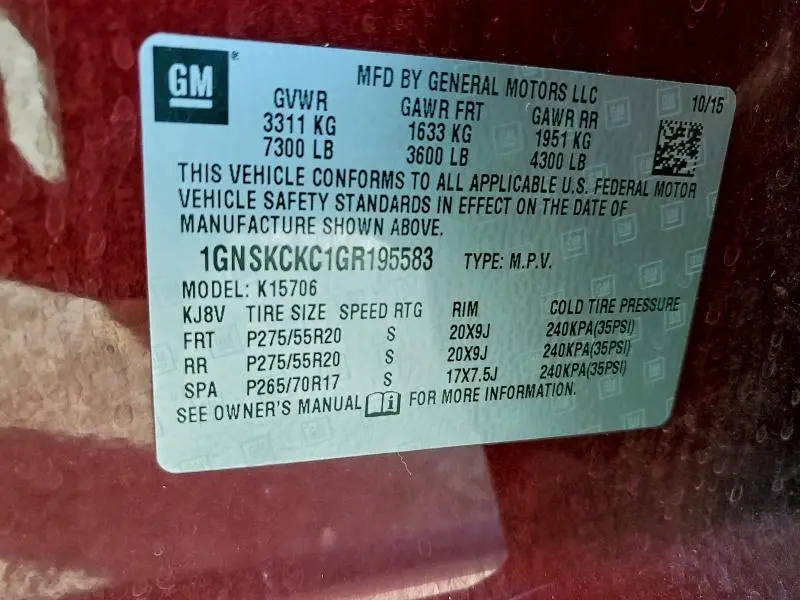 GM
MFD BY GENERAL MOTORS LLC 10/15
GVWR GAWR FRT GAWR RR
3311 KG 1633 KG 1951 KG
7300 LB 3600 LB 4300 LB
THIS VEHICLE CONFORMS TO ALL APPLICABLE U.S. FEDERAL MOTOR
VEHICLE SAFETY STANDARDS IN EFFECT ON THE DATE OF
MANUFACTURE SHOWN ABOVE.
1GNSKCKC1GR195583 TYPE: M.P.V.
MODEL: K15706
KJ8V TIRE SIZE SPEED RTG RIM COLD TIRE PRESSURE
FRT P275/55R20 S 20X9J 240KPA(35PSI)
RR P275/55R20 S 20X9J 240KPA(35PSI)
SPA P265/70R17 S 17X7.5J 240KPA(35PSI)
SEE OWNER'S MANUAL i FOR MORE INFORMATION.